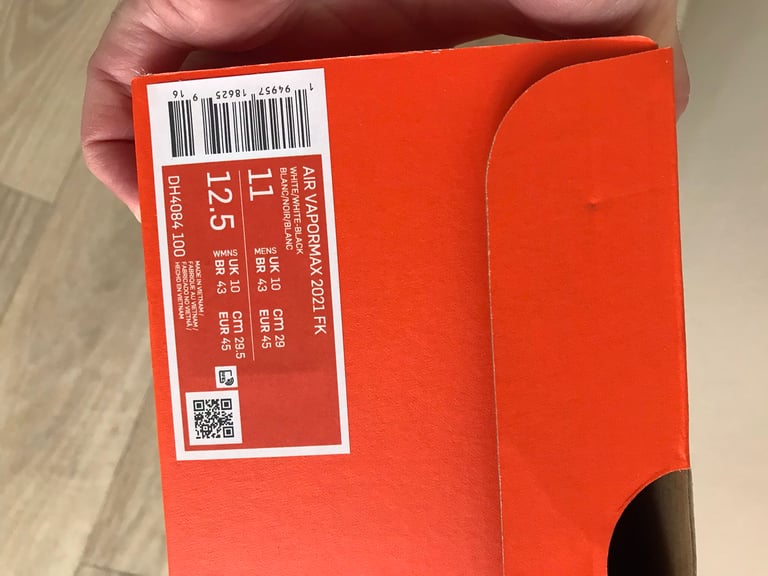 1 94957 18625 9
16
AIR VAPORMAX 2021 FK
WHITE/WHITE-BLACK
BLANC/NOIR/BLANC
11 MENS UK 10 cm 29
BR 43 EUR 45
12.5 WMNS UK 10 cm 29.5
BR 43 EUR 45
DH4084 100
MADE IN VIETNAM /
FABRIQUE AU VIETNAM /
FABRICADO NO VIETNÃ /
HECHO EN VIETNAM